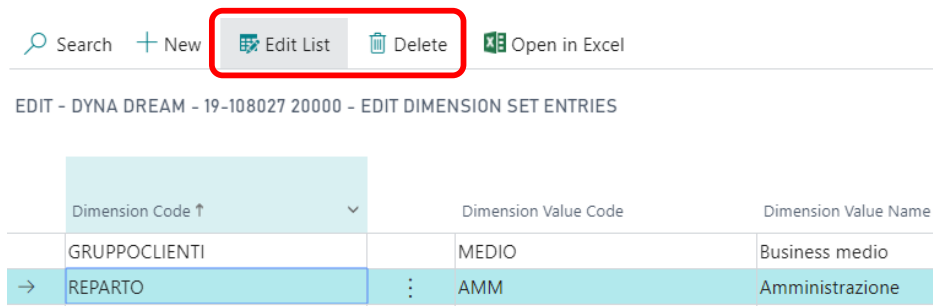 Search New Edit List Delete Open in Excel
EDIT - DYNA DREAM - 19-108027 20000 - EDIT DIMENSION SET ENTRIES
Dimension Code ↑ Dimension Value Code Dimension Value Name
GRUPPOCLIENTI MEDIO Business medio
→ REPARTO ⋮ AMM Amministrazione